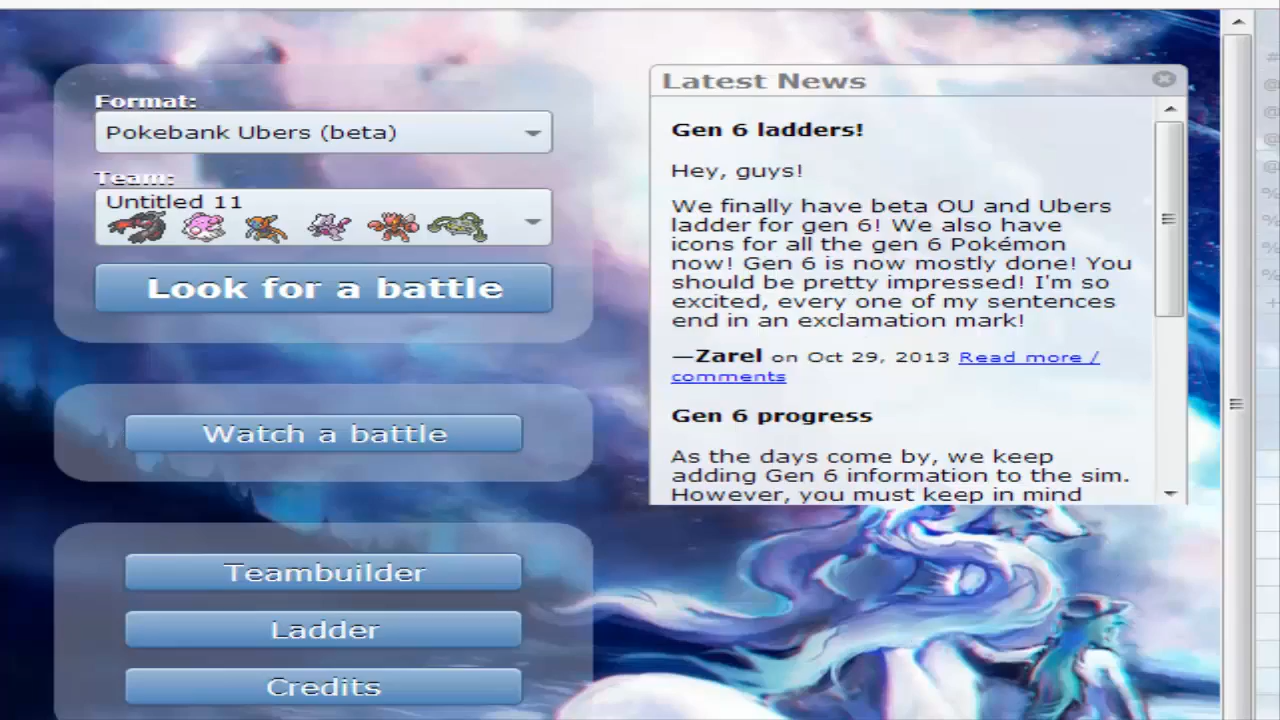 Format:
Pokebank Ubers (beta)
Team:
Untitled 11
Look for a battle
Watch a battle
Teambuilder
Ladder
Credits
Latest News
Gen 6 ladders!
Hey, guys!
We finally have beta OU and Ubers
ladder for gen 6! We also have
icons for all the gen 6 Pokémon
now! Gen 6 is now mostly done! You
should be pretty impressed! I'm so
excited, every one of my sentences
end in an exclamation mark!
—Zarel on Oct 29, 2013 Read more /
comments
Gen 6 progress
As the days come by, we keep
adding Gen 6 information to the sim.
However, you must keep in mind
#
@
@
@
@
%
%
%
%
+